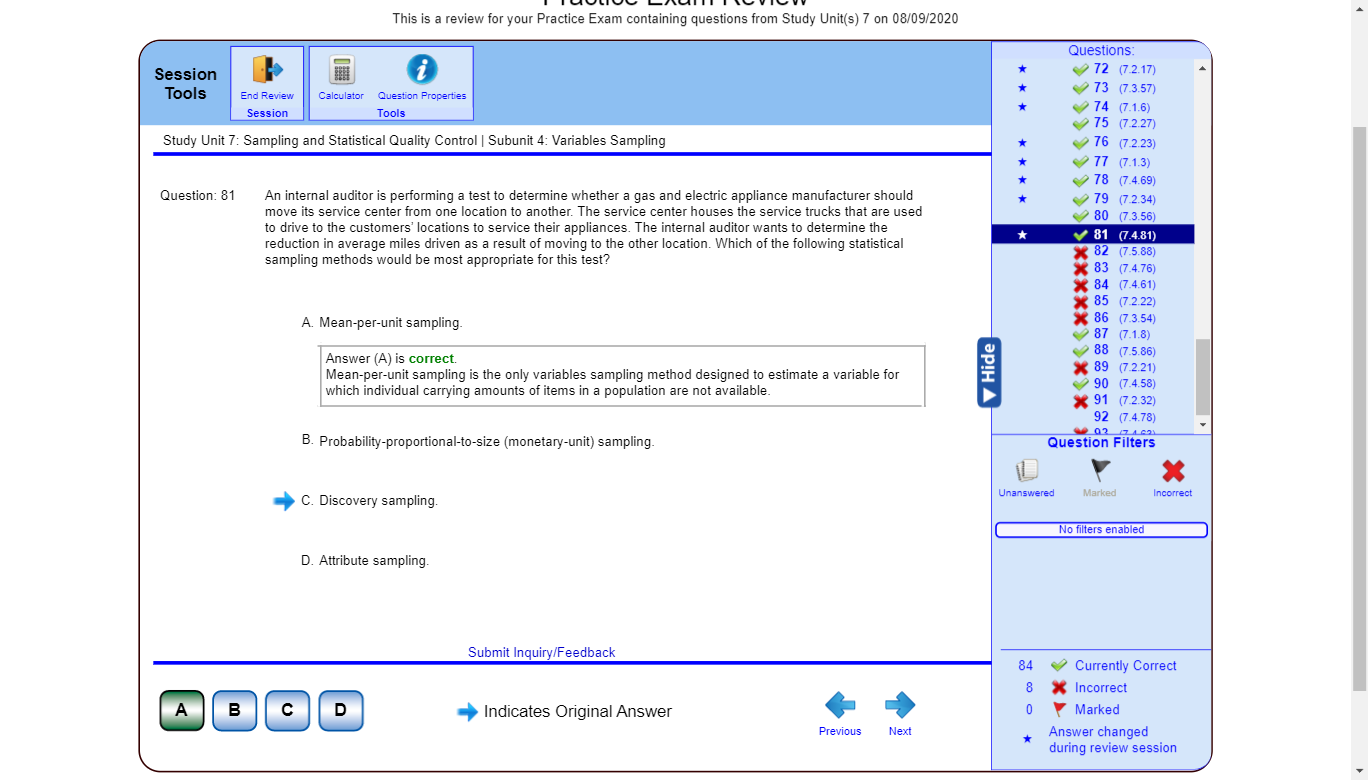 Practice Exam Review
This is a review for your Practice Exam containing questions from Study Unit(s) 7 on 08/09/2020
Session
Tools
End Review
Session
Calculator
Question Properties
Tools
Study Unit 7: Sampling and Statistical Quality Control | Subunit 4: Variables Sampling
Question: 81
An internal auditor is performing a test to determine whether a gas and electric appliance manufacturer should
move its service center from one location to another. The service center houses the service trucks that are used
to drive to the customers' locations to service their appliances. The internal auditor wants to determine the
reduction in average miles driven as a result of moving to the other location. Which of the following statistical
sampling methods would be most appropriate for this test?
A. Mean-per-unit sampling.
Answer (A) is correct.
Mean-per-unit sampling is the only variables sampling method designed to estimate a variable for
which individual carrying amounts of items in a population are not available.
B. Probability-proportional-to-size (monetary-unit) sampling.
C. Discovery sampling.
D. Attribute sampling.
Submit Inquiry/Feedback
A B C D
Indicates Original Answer
Previous
Next
Hide
Questions:
72 (7.2.17)
73 (7.3.57)
74 (7.1.6)
75 (7.2.27)
76 (7.2.23)
77 (7.1.3)
78 (7.4.69)
79 (7.2.34)
80 (7.3.56)
81 (7.4.81)
82 (7.5.88)
83 (7.4.76)
84 (7.4.61)
85 (7.2.22)
86 (7.3.54)
87 (7.1.8)
88 (7.5.86)
89 (7.2.21)
90 (7.4.58)
91 (7.2.32)
92 (7.4.78)
93 (7.4.63)
Question Filters
Unanswered
Marked
Incorrect
No filters enabled
84 Currently Correct
8 Incorrect
0 Marked
Answer changed
during review session